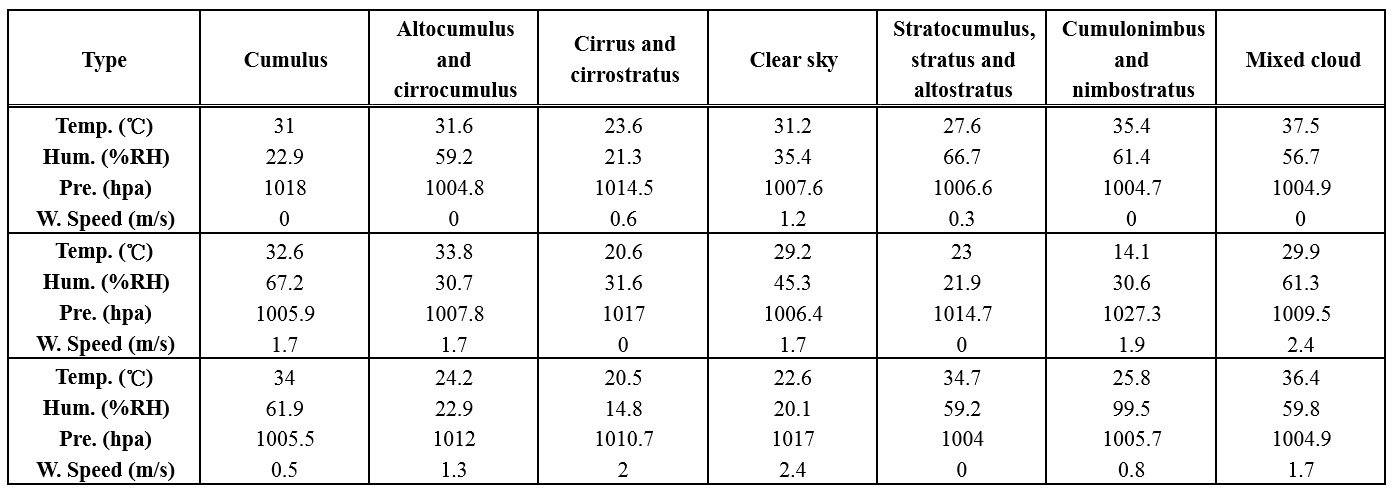 Type Cumulus Altocumulus and cirrocumulus Cirrus and cirrostratus Clear sky Stratocumulus, stratus and altostratus Cumulonimbus and nimbostratus Mixed cloud
Temp. (℃) 31 31.6 23.6 31.2 27.6 35.4 37.5
Hum. (%RH) 22.9 59.2 21.3 35.4 66.7 61.4 56.7
Pre. (hpa) 1018 1004.8 1014.5 1007.6 1006.6 1004.7 1004.9
W. Speed (m/s) 0 0 0.6 1.2 0.3 0 0
Temp. (℃) 32.6 33.8 20.6 29.2 23 14.1 29.9
Hum. (%RH) 67.2 30.7 31.6 45.3 21.9 30.6 61.3
Pre. (hpa) 1005.9 1007.8 1017 1006.4 1014.7 1027.3 1009.5
W. Speed (m/s) 1.7 1.7 0 1.7 0 1.9 2.4
Temp. (℃) 34 24.2 20.5 22.6 34.7 25.8 36.4
Hum. (%RH) 61.9 22.9 14.8 20.1 59.2 99.5 59.8
Pre. (hpa) 1005.5 1012 1010.7 1017 1004 1005.7 1004.9
W. Speed (m/s) 0.5 1.3 2 2.4 0 0.8 1.7